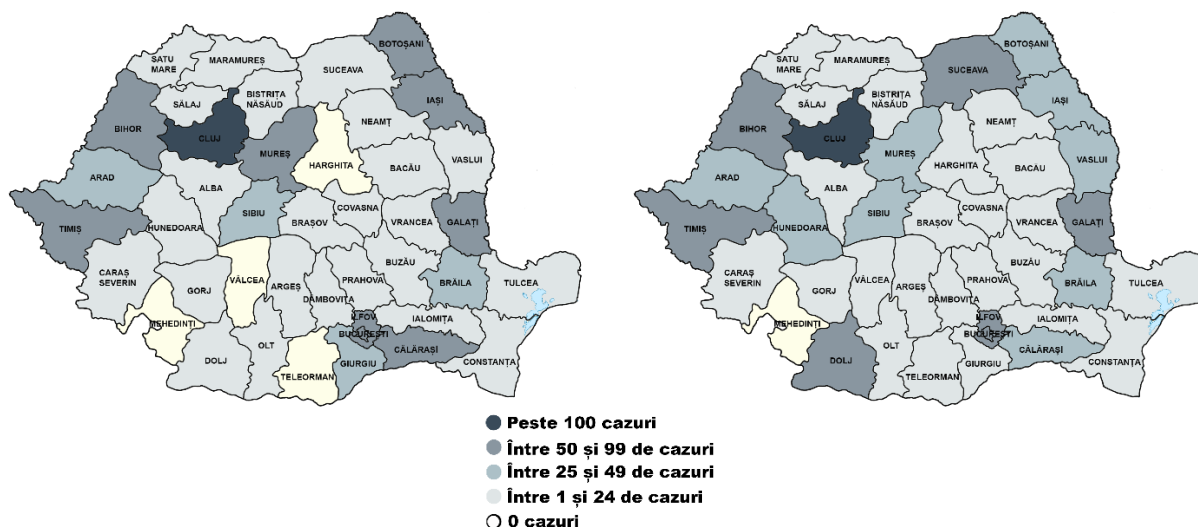 BOTOȘANI
SATU
MARE
MARAMUREȘ
SUCEAVA
SĂLAJ
BISTRIȚA
NĂSĂUD
IAȘI
BIHOR
CLUJ
NEAMȚ
MUREȘ
HARGHITA
BACĂU
VASLUI
ARAD
ALBA
SIBIU
COVASNA
TIMIȘ
HUNEDOARA
BRAȘOV
VRANCEA
GALAȚI
CARAȘ
SEVERIN
GORJ
VÂLCEA
ARGEȘ
PRAHOVA
BUZĂU
BRĂILA
TULCEA
DÂMBOVIȚA
MEHEDINȚI
ILFOV
IALOMIȚA
BUCUREȘTI
DOLJ
OLT
TELEORMAN
GIURGIU
CĂLĂRAȘI
CONSTANȚA
BOTOȘANI
SATU
MARE
MARAMUREȘ
SUCEAVA
SĂLAJ
BISTRIȚA
NĂSĂUD
IAȘI
BIHOR
CLUJ
NEAMȚ
MUREȘ
HARGHITA
BACĂU
VASLUI
ARAD
ALBA
SIBIU
COVASNA
TIMIȘ
HUNEDOARA
BRAȘOV
VRANCEA
GALAȚI
CARAȘ
SEVERIN
GORJ
VÂLCEA
ARGEȘ
PRAHOVA
BUZĂU
BRĂILA
TULCEA
DÂMBOVIȚA
MEHEDINȚI
ILFOV
IALOMIȚA
BUCUREȘTI
DOLJ
OLT
TELEORMAN
GIURGIU
CĂLĂRAȘI
CONSTANȚA
Peste 100 cazuri
Între 50 și 99 de cazuri
Între 25 și 49 de cazuri
Între 1 și 24 de cazuri
0 cazuri